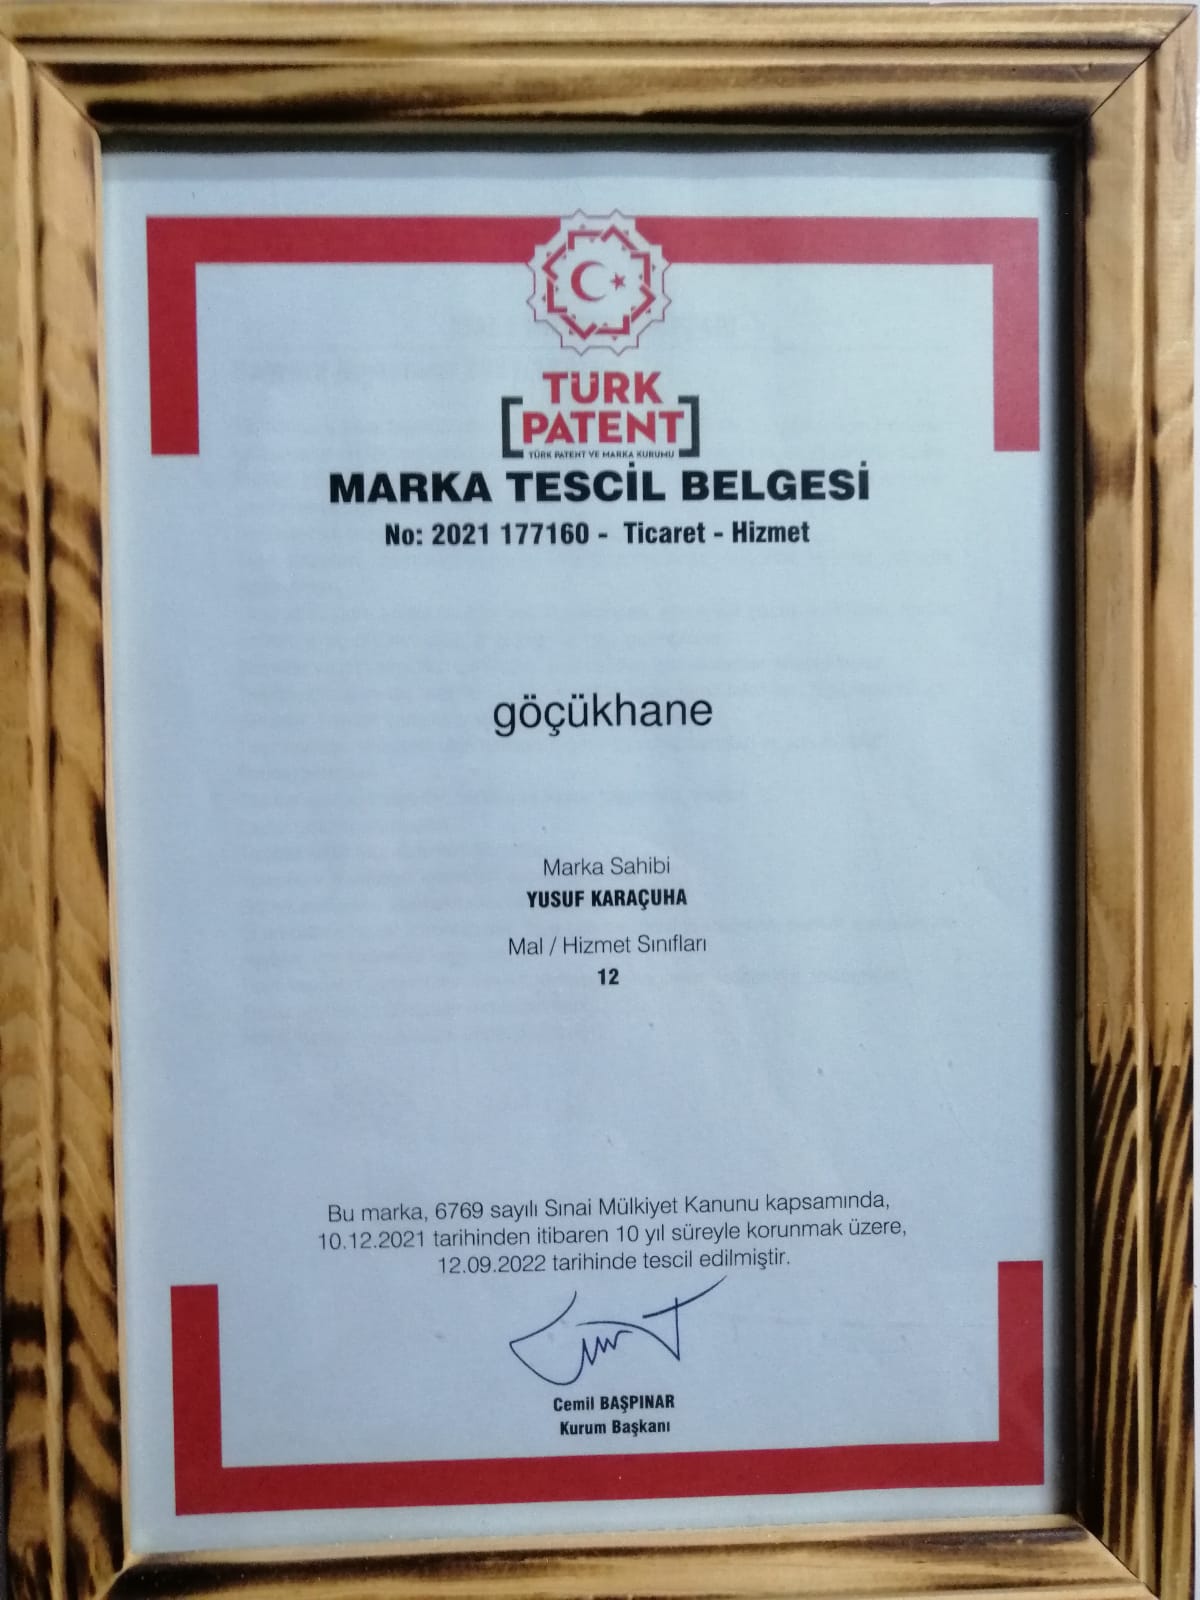 TÜRK
PATENT
TÜRK PATENT VE MARKA KURUMU
MARKA TESCİL BELGESİ
No: 2021 177160 - Ticaret - Hizmet
göçükhane
Marka Sahibi
YUSUF KARAÇUHA
Mal / Hizmet Sınıfları
12
Bu marka, 6769 sayılı Sınai Mülkiyet Kanunu kapsamında,
10.12.2021 tarihinden itibaren 10 yıl süreyle korunmak üzere,
12.09.2022 tarihinde tescil edilmiştir.
Cemil BAŞPINAR
Kurum Başkanı